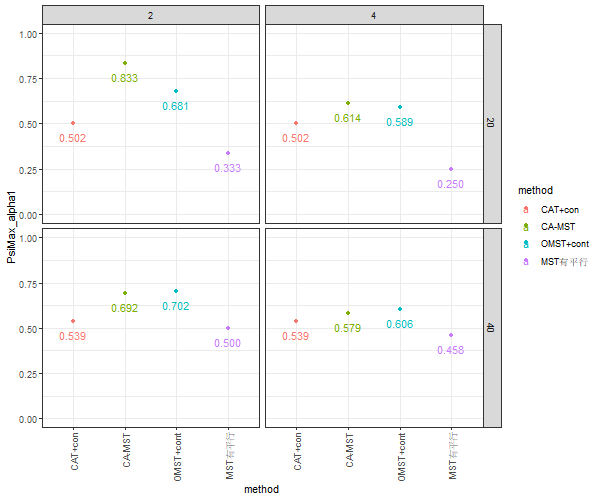 2
4
PsiMax_alpha1
1.00
0.75
0.50
0.25
0.00
0.502
0.833
0.681
0.333
0.502
0.614
0.589
0.250
20
1.00
0.75
0.50
0.25
0.00
0.539
0.692
0.702
0.500
0.539
0.579
0.606
0.458
40
CAT+con
CA-MST
OMST+cont
MST有平行
CAT+con
CA-MST
OMST+cont
MST有平行
method
method
a CAT+con
a CA-MST
a OMST+cont
a MST有平行